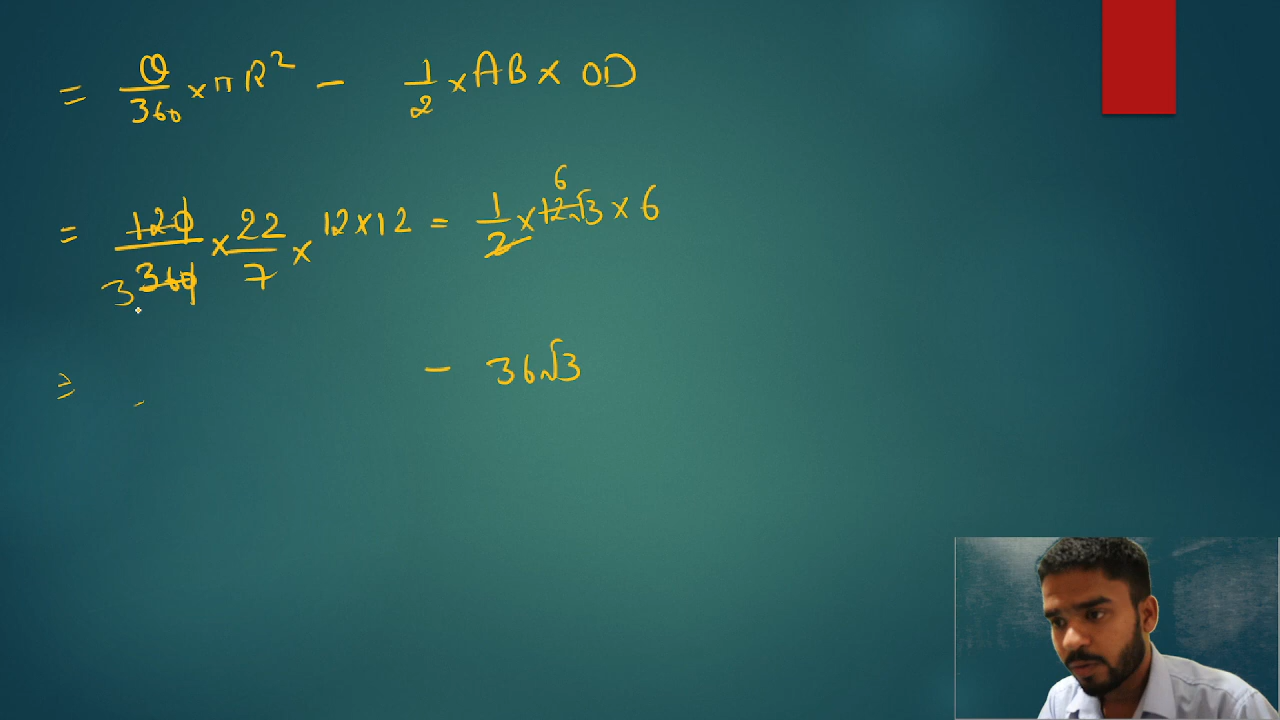 = θ/360 × π R² - 1/2 × AB × OD
= 120/3 360 × 22/7 × 12 × 12 = 1/2 × 6 12√3 × 6
= - 36√3